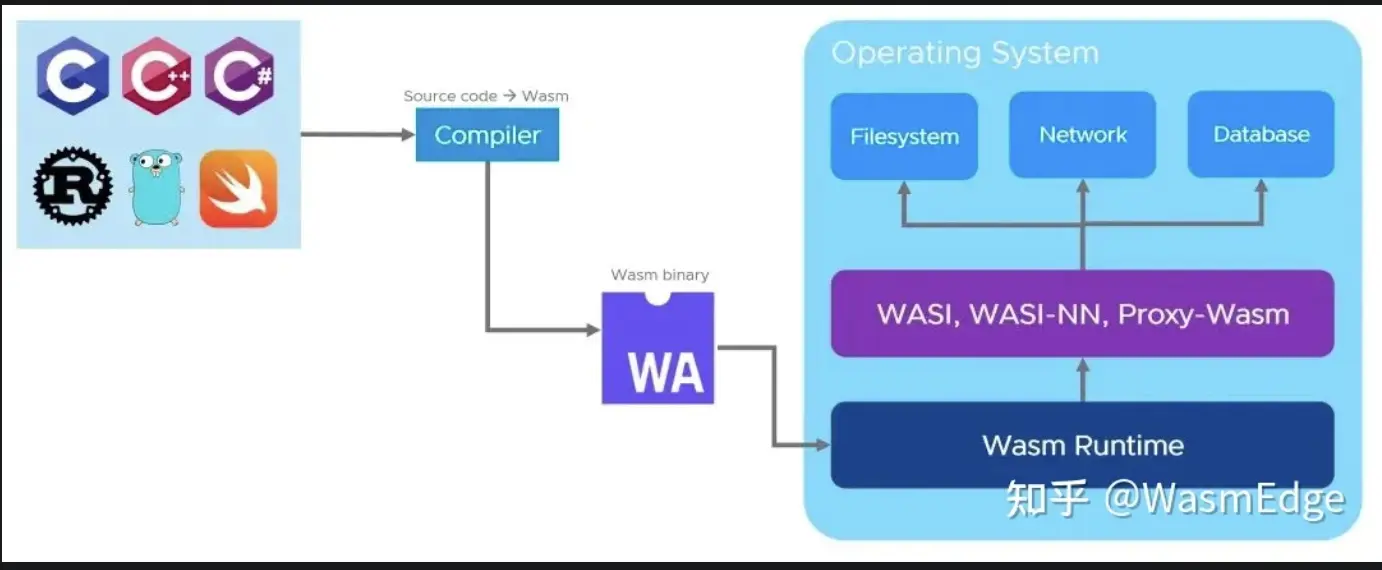 C
C++
C#
R
Source code → Wasm
Compiler
Wasm binary
WA
Operating System
Filesystem
Network
Database
WASI, WASI-NN, Proxy-Wasm
Wasm Runtime
知乎 @WasmEdge